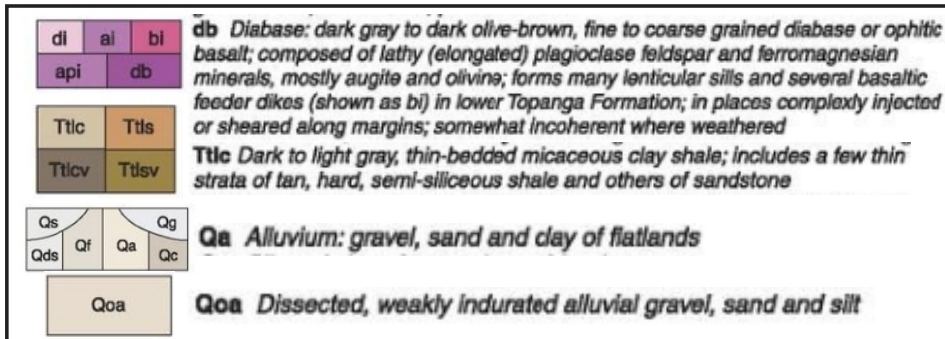 di ai bi
api db
db Diabase: dark gray to dark olive-brown, fine to coarse grained diabase or ophitic
basalt; composed of lathy (elongated) plagioclase feldspar and ferromagnesian
minerals, mostly augite and olivine; forms many lenticular sills and several basaltic
feeder dikes (shown as bi) in lower Topanga Formation; in places complexly injected
or sheared along margins; somewhat incoherent where weathered
Ttlc Ttls
Tticv Ttlsv
Ttlc Dark to light gray, thin-bedded micaceous clay shale; includes a few thin
strata of tan, hard, semi-siliceous shale and others of sandstone
Qs Qg
Qds Qf Qa Qc
Qa Alluvium: gravel, sand and clay of flatlands
Qoa
Qoa Dissected, weakly indurated alluvial gravel, sand and silt